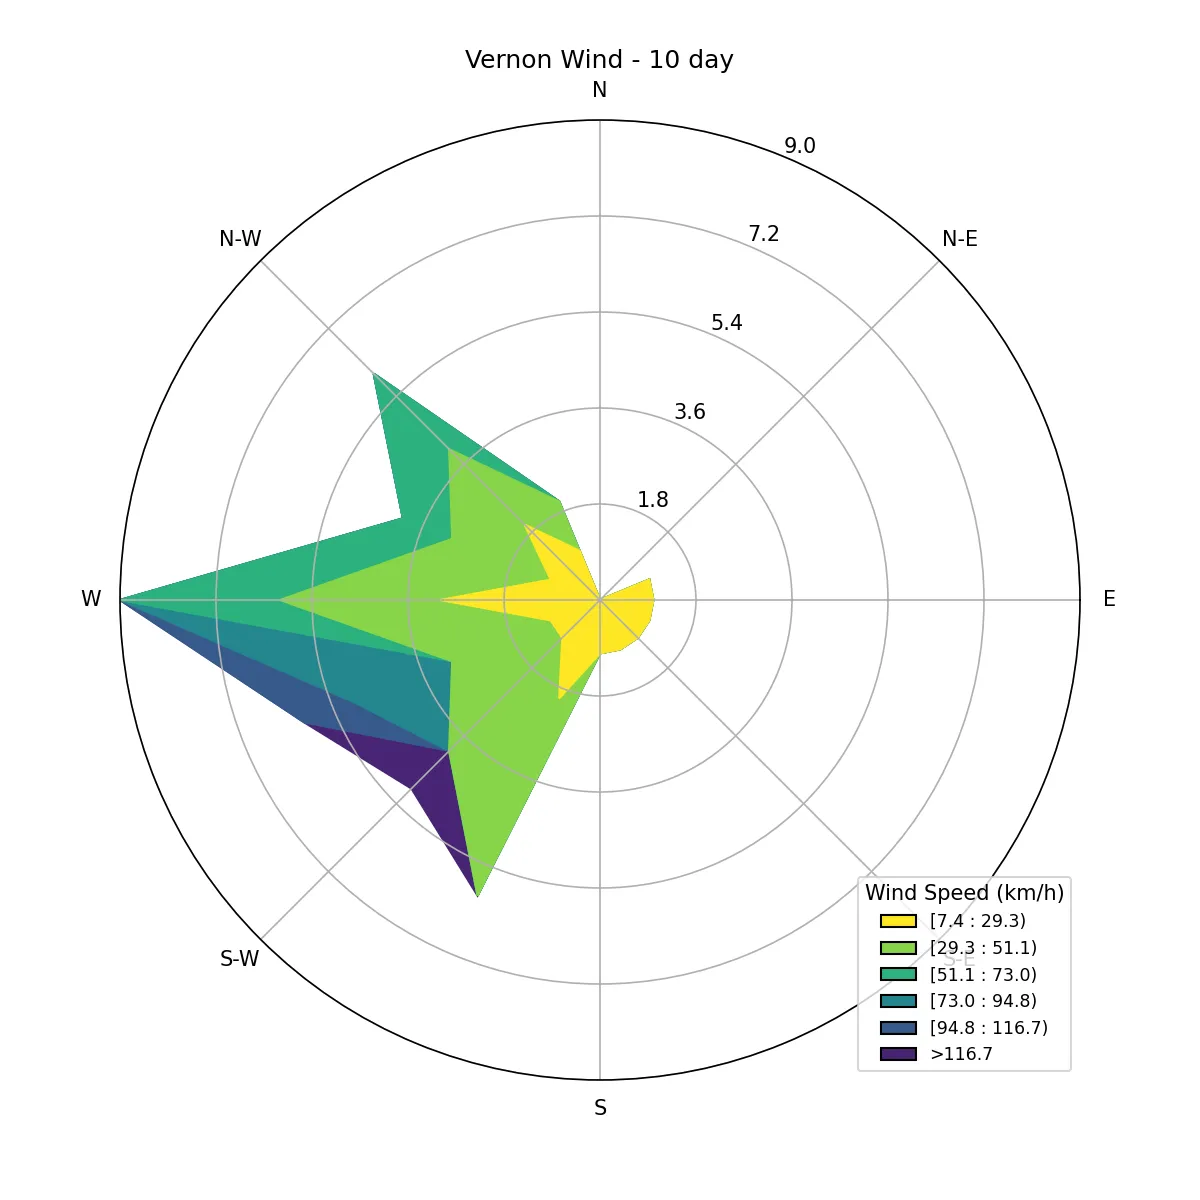 Vernon Wind - 10 day
N
9.0
N-W
7.2
N-E
5.4
3.6
1.8
W
E
Wind Speed (km/h)
[7.4 : 29.3)
[29.3 : 51.1)
S-W
S-E
[51.1 : 73.0)
[73.0 : 94.8)
[94.8 : 116.7)
>116.7
S